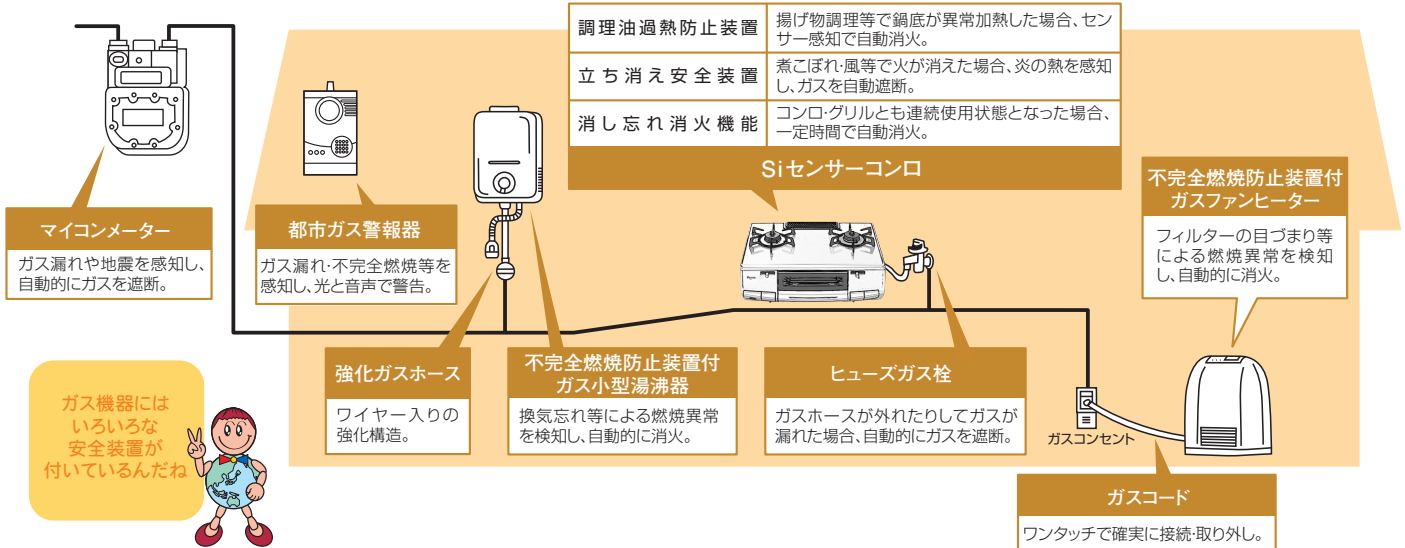 調理油過熱防止装置
揚げ物調理等で鍋底が異常加熱した場合、セン
サー感知で自動消火。
立ち消え安全装置
煮こぼれ・風等で火が消えた場合、炎の熱を感知
し、ガスを自動遮断。
消し忘れ消火機能
コンロ・グリルとも連続使用状態となった場合、
一定時間で自動消火。
Siセンサーコンロ
マイコンメーター
ガス漏れや地震を感知し、
自動的にガスを遮断。
都市ガス警報器
ガス漏れ・不完全燃焼等を
感知し、光と音声で警告。
不完全燃焼防止装置付
ガスファンヒーター
フィルターの目づまり等
による燃焼異常を検知
し、自動的に消火。
強化ガスホース
ワイヤー入りの
強化構造。
不完全燃焼防止装置付
ガス小型湯沸器
換気忘れ等による燃焼異常
を検知し、自動的に消火。
ヒューズガス栓
ガスホースが外れたりしてガスが
漏れた場合、自動的にガスを遮断。
ガスコンセント
ガスコード
ワンタッチで確実に接続・取り外し。
ガス機器には
いろいろな
安全装置が
付いているんだね